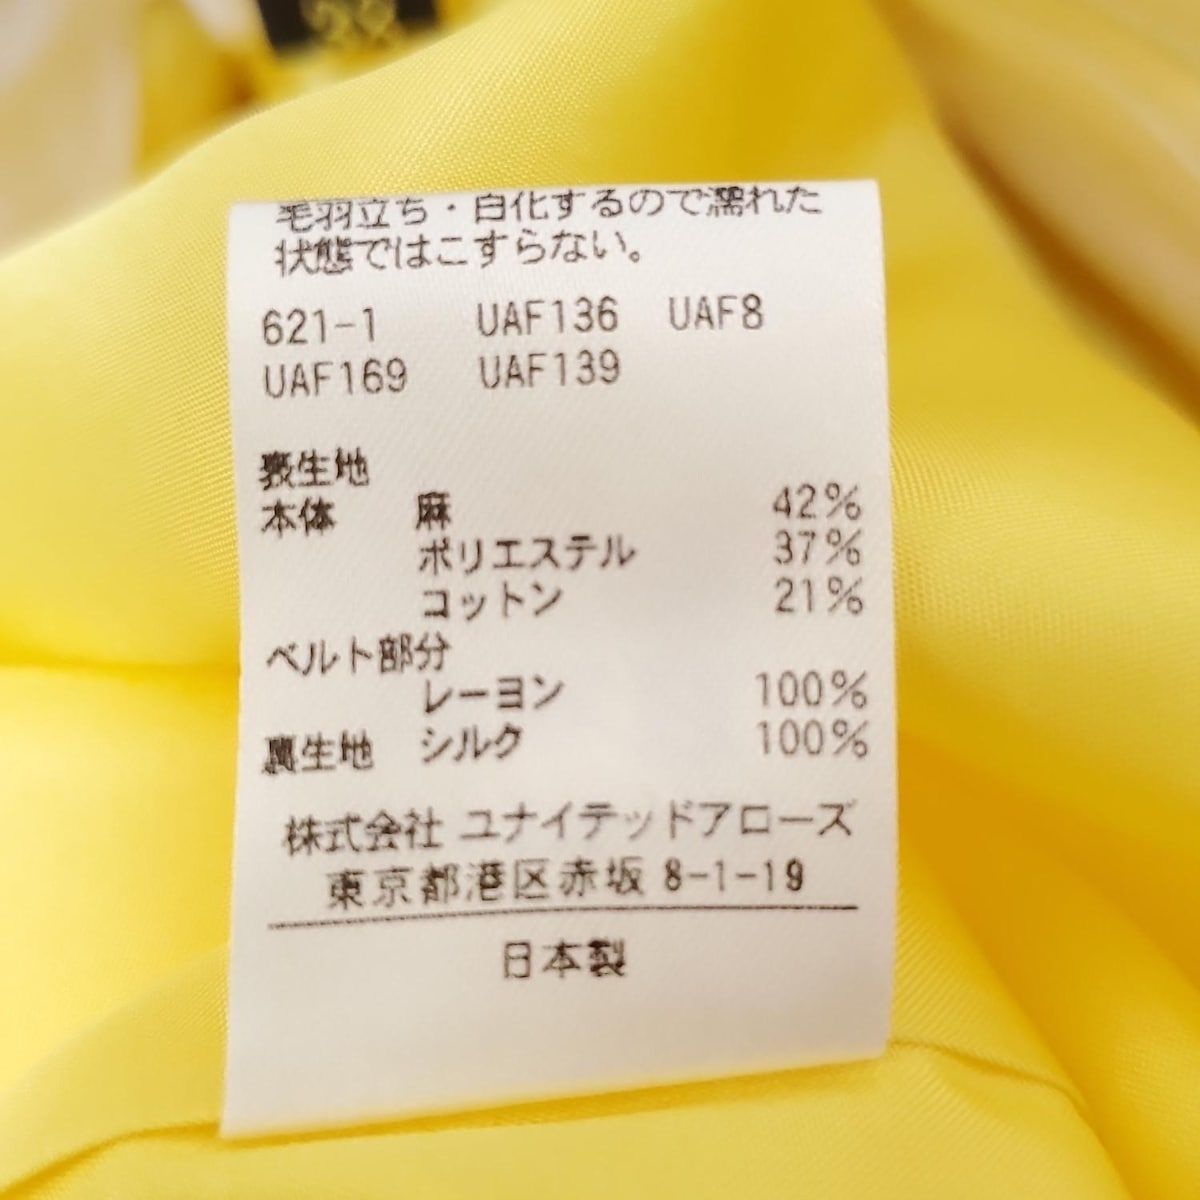 38
毛羽立ち・白化するので濡れた
状態ではこすらない。
621-1 UAF136 UAF8
UAF169 UAF139
表生地
本体 麻 42%
ポリエステル 37%
コットン 21%
ベルト部分
レーヨン 100%
裏生地 シルク 100%
株式会社 ユナイテッドアローズ
東京都港区赤坂 8-1-19
日本製